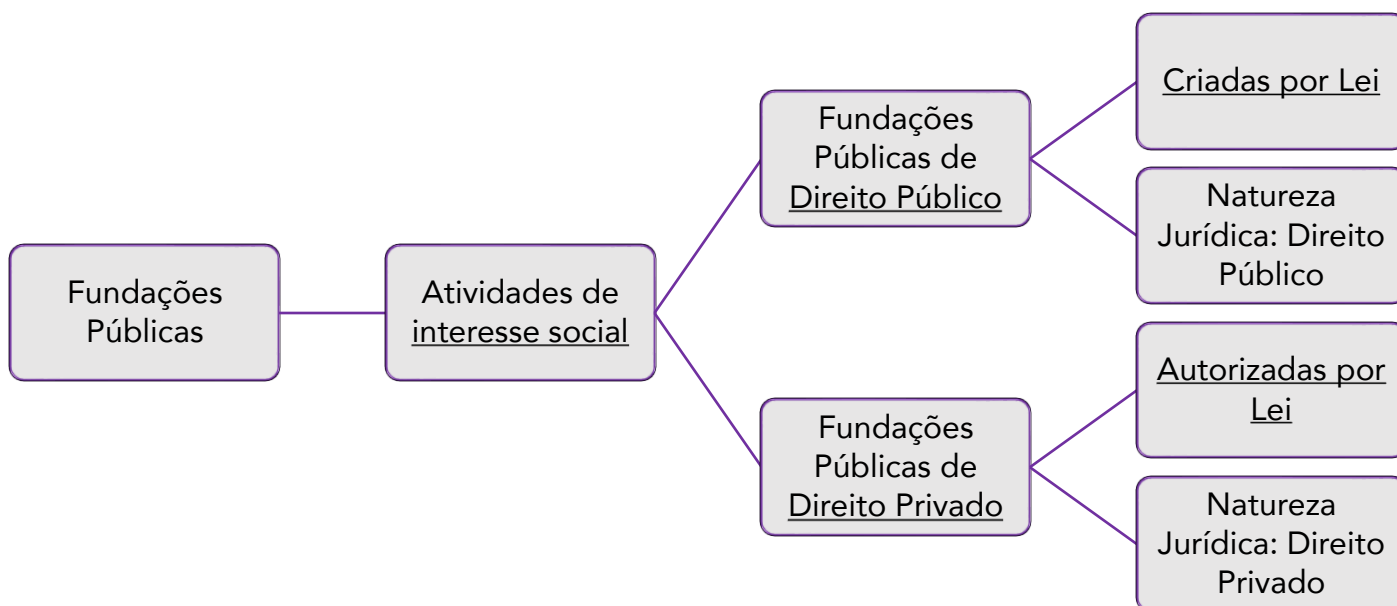 Fundações
Públicas
Atividades de
interesse social
Fundações
Públicas de
Direito Público
Criadas por Lei
Natureza
Jurídica: Direito
Público
Fundações
Públicas de
Direito Privado
Autorizadas por
Lei
Natureza
Jurídica: Direito
Privado